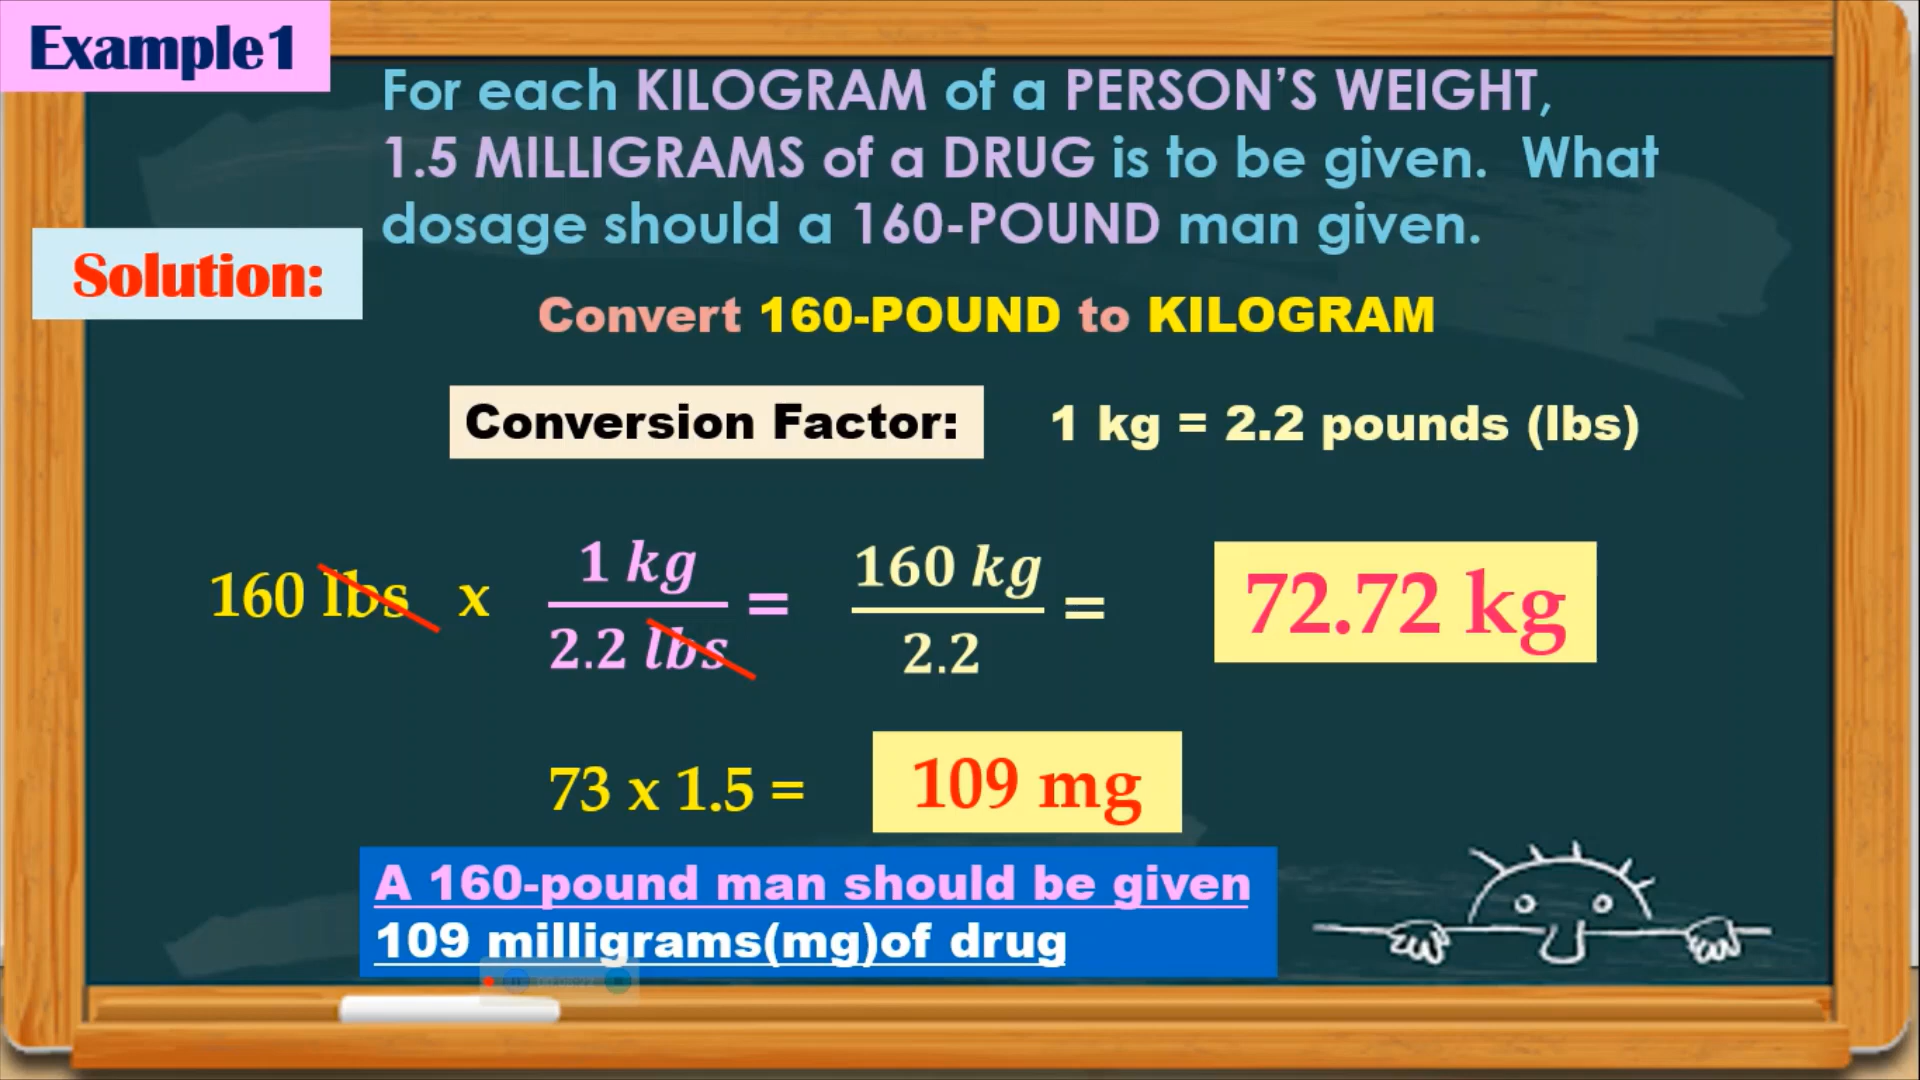 Example1
For each KILOGRAM of a PERSON’S WEIGHT,
1.5 MILLIGRAMS of a DRUG is to be given. What
dosage should a 160-POUND man given.
Solution:
Convert 160-POUND to KILOGRAM
Conversion Factor: 1 kg = 2.2 pounds (lbs)
160 lbs x 1 kg / 2.2 lbs = 160 kg / 2.2 = 72.72 kg
73 x 1.5 = 109 mg
A 160-pound man should be given
109 milligrams(mg)of drug